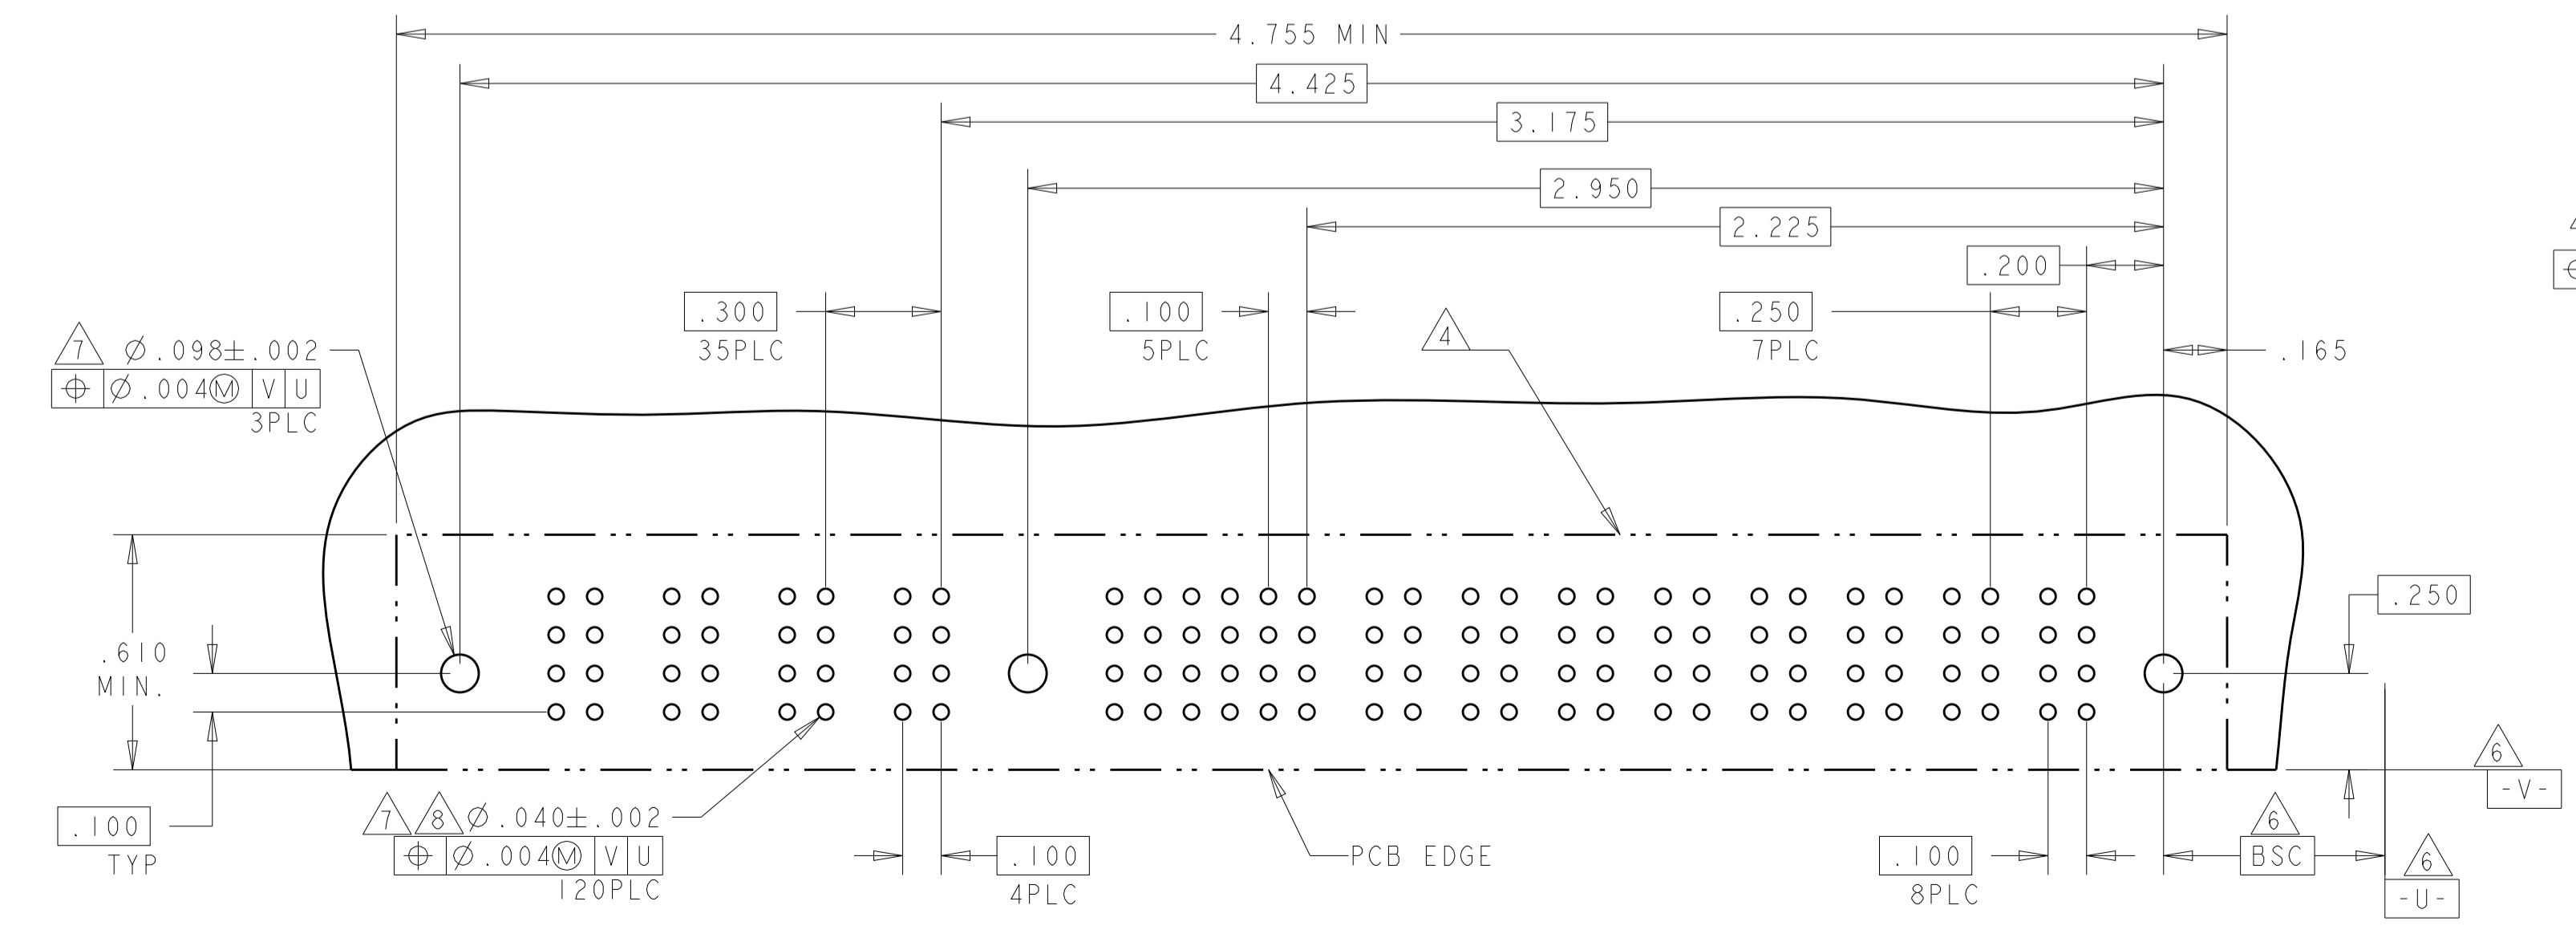 4.755 MIN
4.425
3.175
2.950
2.225
.200
.300
35PLC
.100
5PLC
4
.250
7PLC
.165
7 Ø.098±.002
⌖ Ø.004Ⓜ V U
3PLC
.610
MIN.
.250
6
-V-
.100
TYP
7 8 Ø.040±.002
⌖ Ø.004Ⓜ V U
120PLC
.100
4PLC
PCB EDGE
.100
8PLC
6
BSC
6
-U-